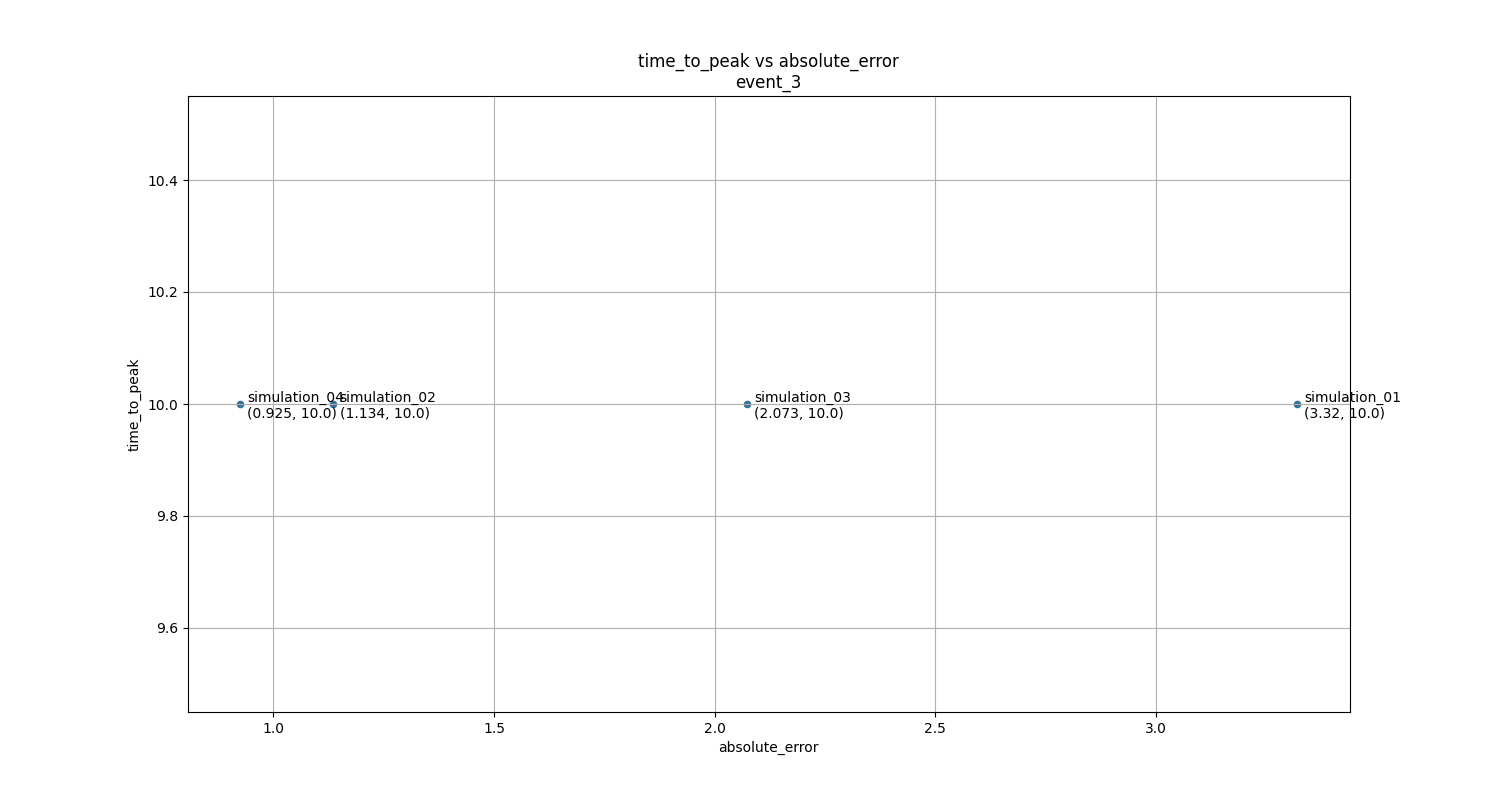 time_to_peak vs absolute_error
event_3
10.4
10.2
10.0
9.8
9.6
time_to_peak
simulation_04
(0.925, 10.0)
simulation_02
(1.134, 10.0)
simulation_03
(2.073, 10.0)
simulation_01
(3.32, 10.0)
1.0
1.5
2.0
2.5
3.0
absolute_error